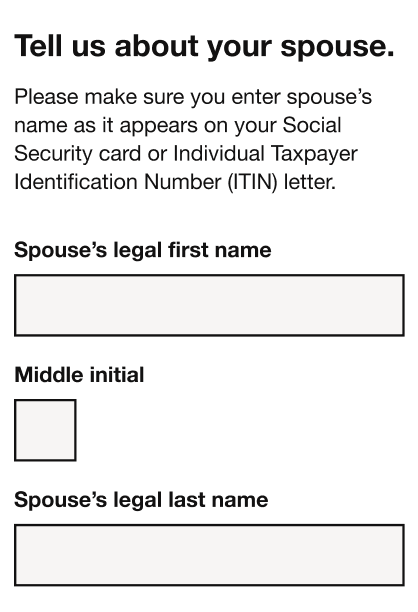 Tell us about your spouse.
Please make sure you enter spouse’s
name as it appears on your Social
Security card or Individual Taxpayer
Identification Number (ITIN) letter.
Spouse’s legal first name
Middle initial
Spouse’s legal last name